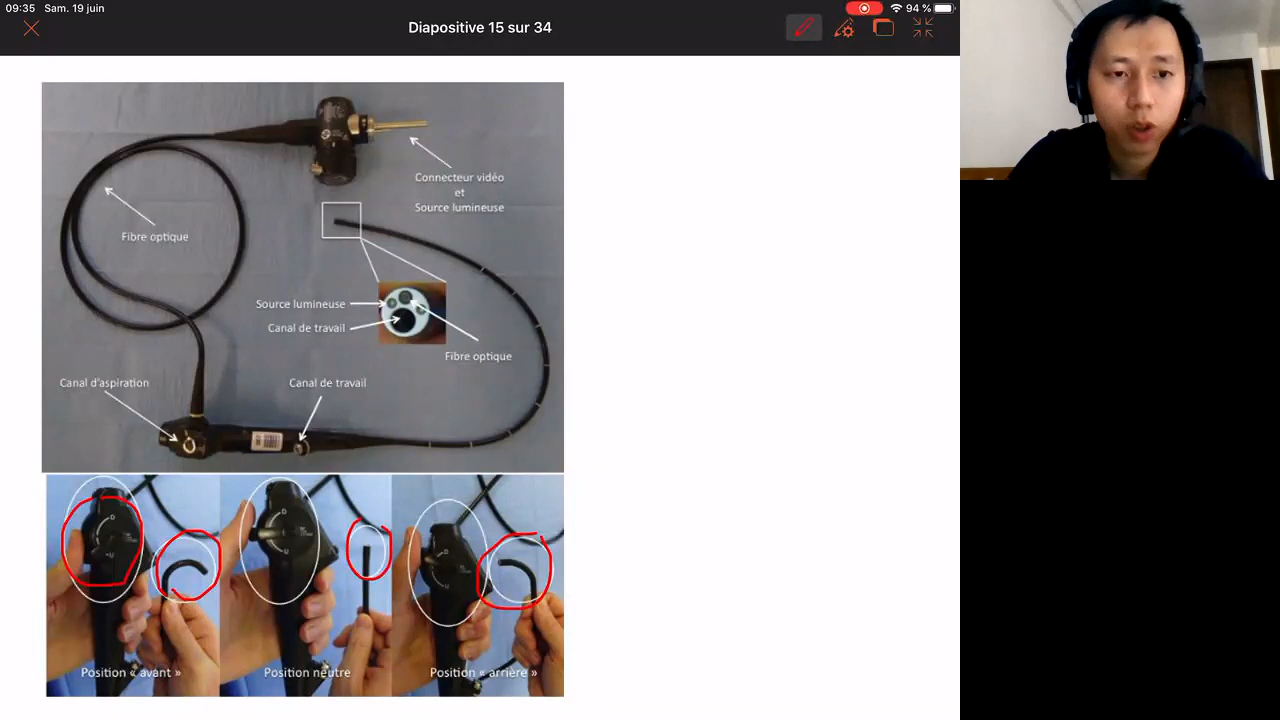 09:35 Sam. 19 juin
94 %
Diapositive 15 sur 34
Connecteur vidéo
et
Source lumineuse
Fibre optique
Source lumineuse
Canal de travail
Fibre optique
Canal d'aspiration
Canal de travail
D
U
D
U
D
U
Position « avant »
Position neutre
Position « arrière »